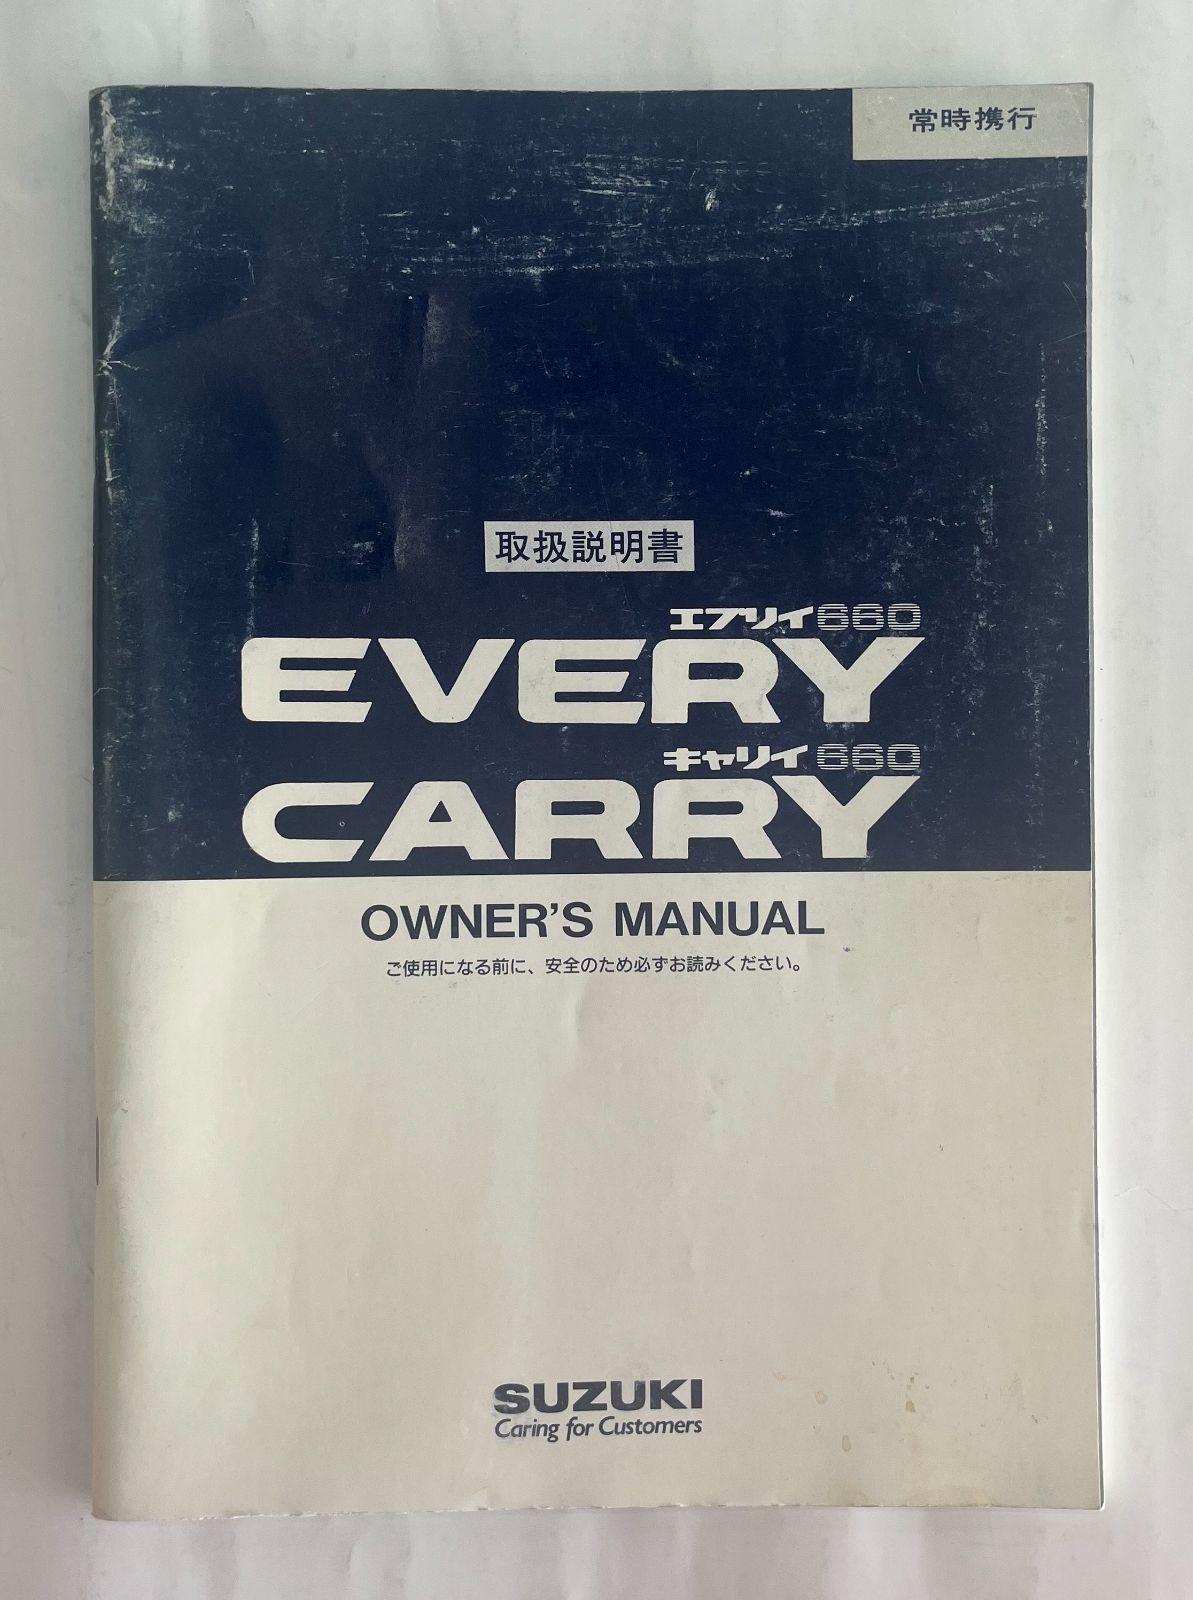 常時携行
取扱説明書
エブリイ660
EVERY
キャリイ660
CARRY
OWNER'S MANUAL
ご使用になる前に、安全のため必ずお読みください。
SUZUKI
Caring for Customers